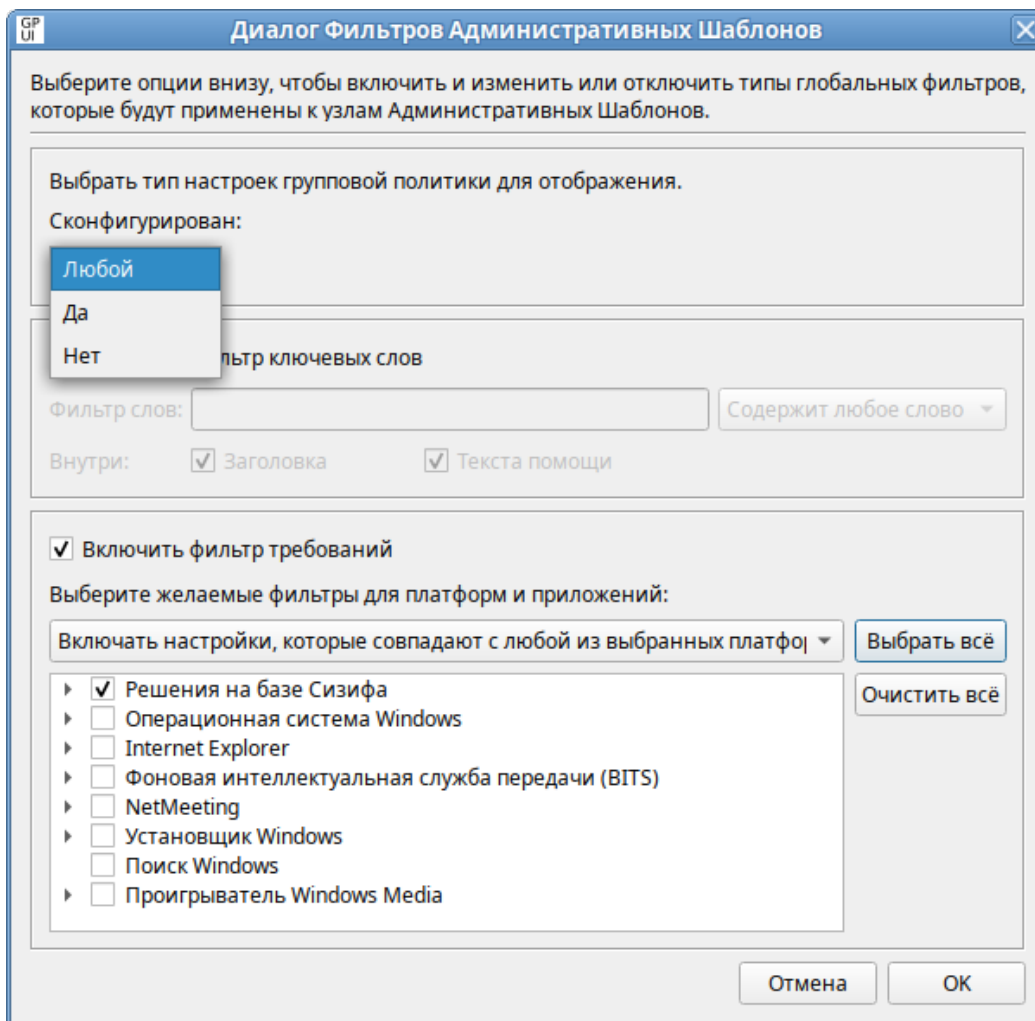 GP
UI
Диалог Фильтров Административных Шаблонов
Выберите опции внизу, чтобы включить и изменить или отключить типы глобальных фильтров,
которые будут применены к узлам Административных Шаблонов.
Выбрать тип настроек групповой политики для отображения.
Сконфигурирован:
Любой
Да
Нет
льтр ключевых слов
Фильтр слов:
Содержит любое слово
Внутри:
Заголовка
Текста помощи
Включить фильтр требований
Выберите желаемые фильтры для платформ и приложений:
Включать настройки, которые совпадают с любой из выбранных платфор
Выбрать всё
Очистить всё
Решения на базе Сизифа
Операционная система Windows
Internet Explorer
Фоновая интеллектуальная служба передачи (BITS)
NetMeeting
Установщик Windows
Поиск Windows
Проигрыватель Windows Media
Отмена
OK